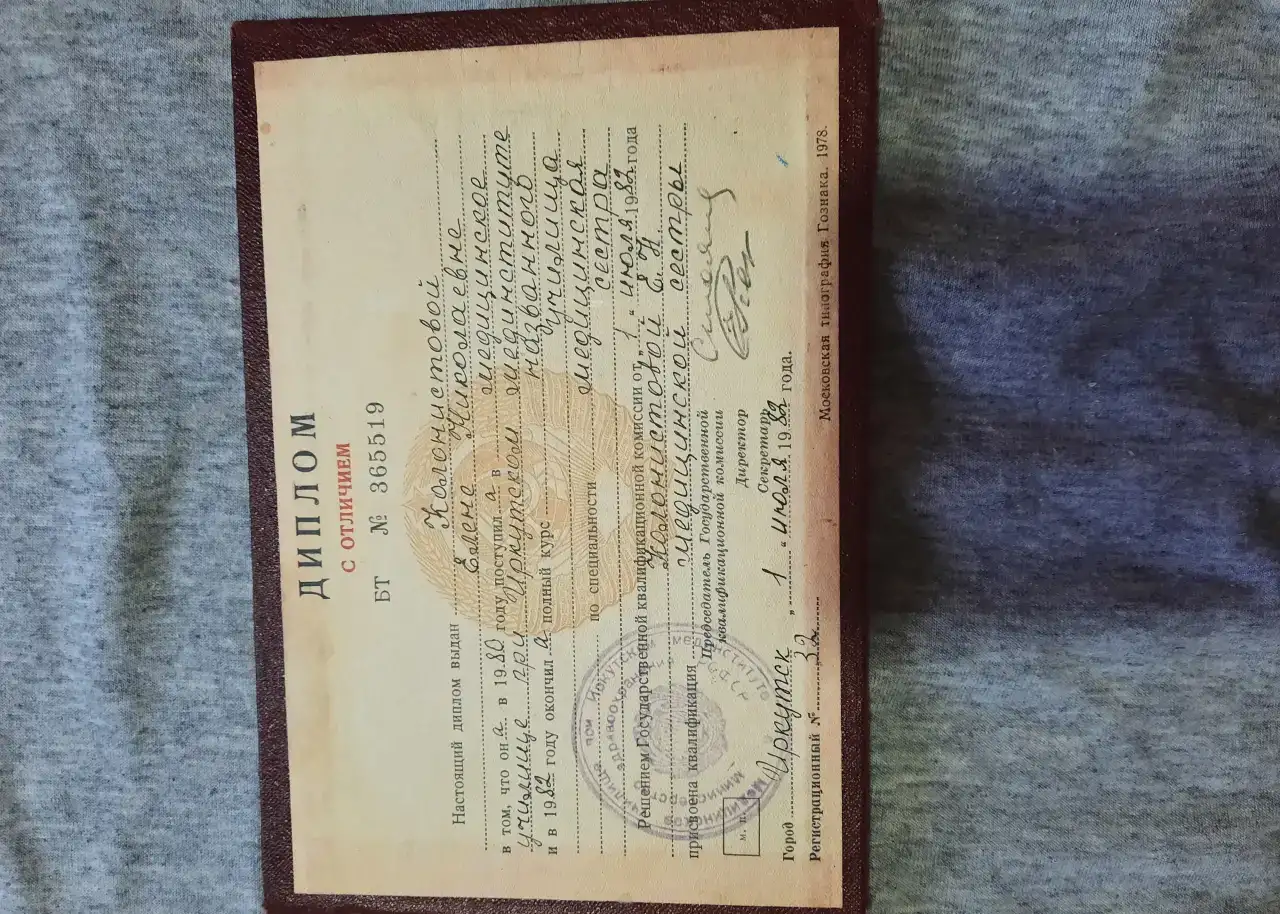 ДИПЛОМ
С ОТЛИЧИЕМ
БТ № 365519
Настоящий диплом выдан Колонистовой
Елене Николаевне
в том, что она в 1980 году поступила в медицинское
училище при Иркутском мединституте
и в 1982 году окончила полный курс названного
училища
по специальности медицинская
сестра
Решением Государственной квалификационной комиссии от „1“ июля 1982 года
присвоена квалификация Колонистовой Е. Н.
медицинской сестры
Председатель Государственной
квалификационной комиссии
Директор
Секретарь
м. п.
Город Иркутск „1“ июля 1982 года.
Регистрационный № 32
Московская типография Гознака. 1978.